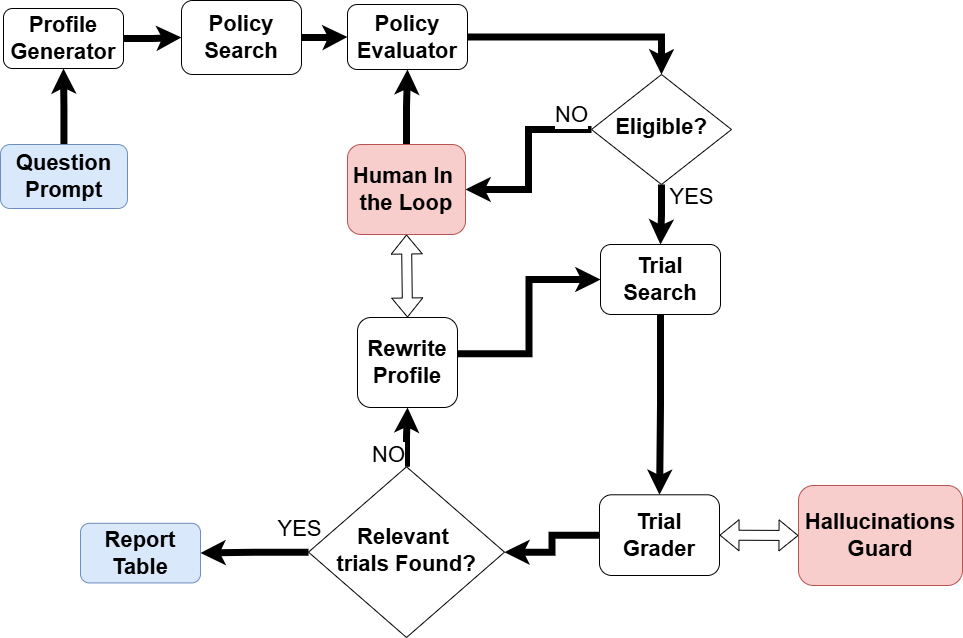 Profile
Generator
Policy
Search
Policy
Evaluator
Question
Prompt
Human In
the Loop
NO
Eligible?
YES
Trial
Search
Rewrite
Profile
NO
YES
Relevant
trials Found?
Report
Table
Trial
Grader
Hallucinations
Guard